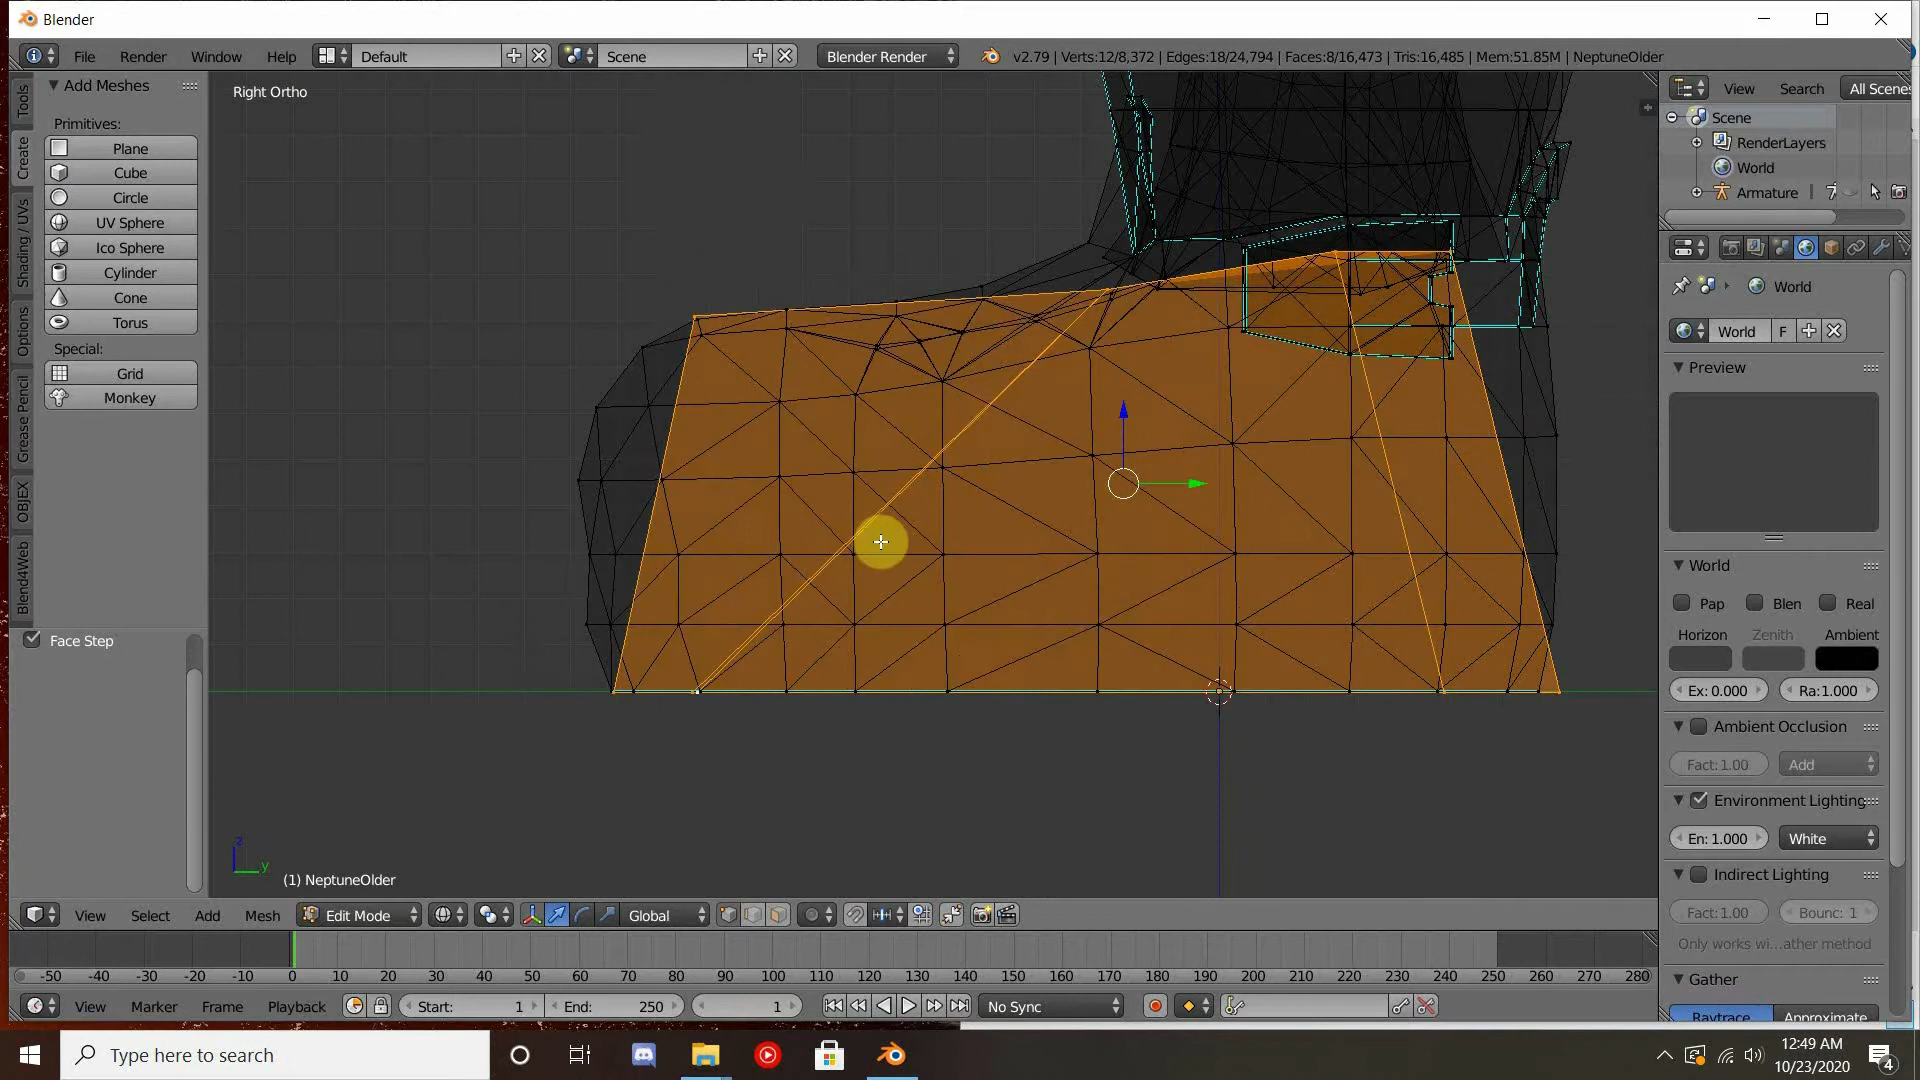 Blender
File Render Window Help Default Scene Blender Render v2.79 | Verts:12/8,372 | Edges:18/24,794 | Faces:8/16,473 | Tris:16,485 | Mem:51.85M | NeptuneOlder
Tools
Create
Shading / UVs
Options
Grease Pencil
OBJEX
Blend4Web
Add Meshes
Primitives:
Plane
Cube
Circle
UV Sphere
Ico Sphere
Cylinder
Cone
Torus
Special:
Grid
Monkey
Face Step
Right Ortho
z
y
(1) NeptuneOlder
View Search All Scenes
Scene
RenderLayers
World
Armature
World
World F
Preview
World
Pap Blen Real
Horizon Zenith Ambient
Ex: 0.000 Ra:1.000
Ambient Occlusion
Fact: 1.00 Add
Environment Lighting
En: 1.000 White
Indirect Lighting
Fact: 1.00 Bounc: 1
Only works wi...ather method
Gather
Raytrace Approximate
View Select Add Mesh Edit Mode Global
-50 -40 -30 -20 -10 0 10 20 30 40 50 60 70 80 90 100 110 120 130 140 150 160 170 180 190 200 210 220 230 240 250 260 270 280
View Marker Frame Playback Start: 1 End: 250 1 No Sync
Type here to search
12:49 AM
10/23/2020
4